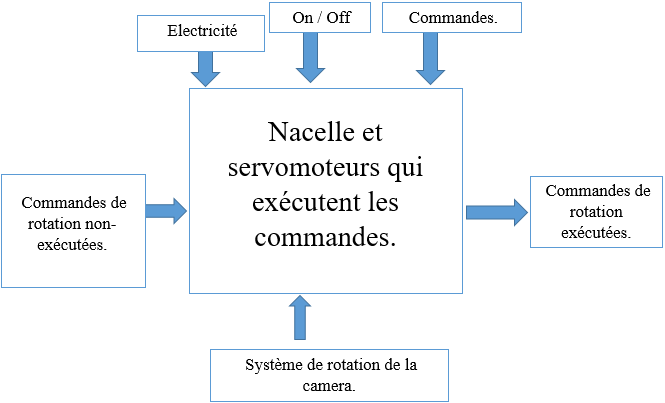 Electricité
On / Off
Commandes.
Nacelle et
servomoteurs qui
exécutent les
commandes.
Commandes de
rotation non-
exécutées.
Commandes de
rotation
exécutées.
Système de rotation de la
camera.